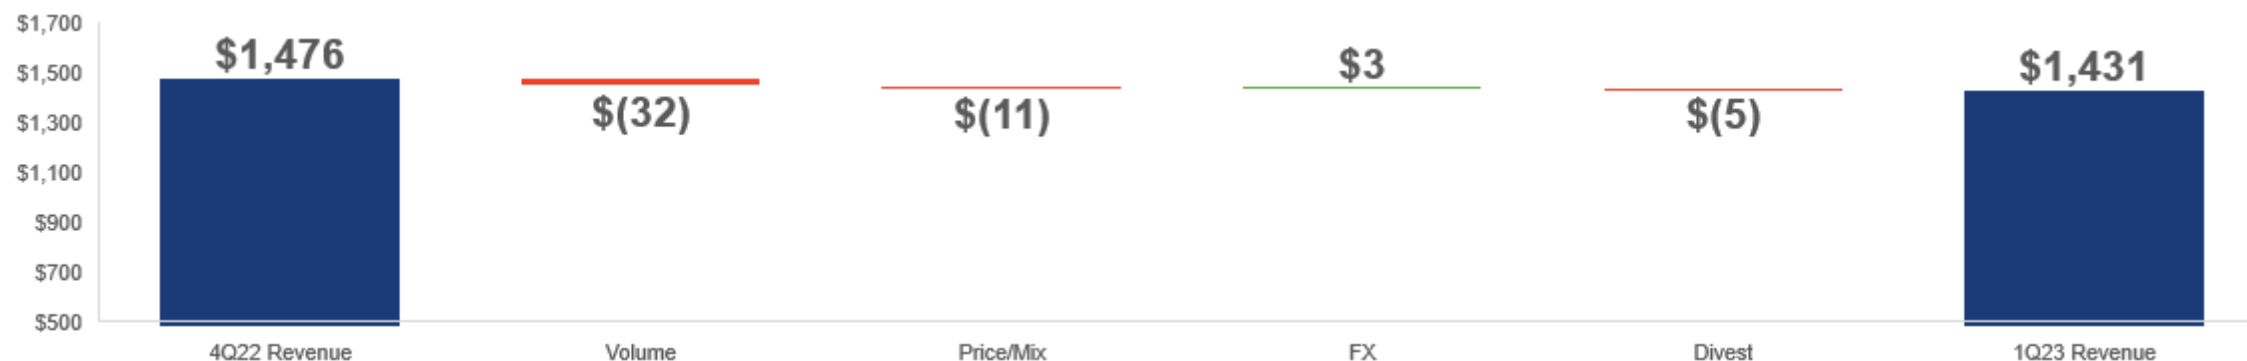 $1,700
$1,500
$1,300
$1,100
$900
$700
$500
$1,476
$(32)
$(11)
$3
$(5)
$1,431
4Q22 Revenue
Volume
Price/Mix
FX
Divest
1Q23 Revenue